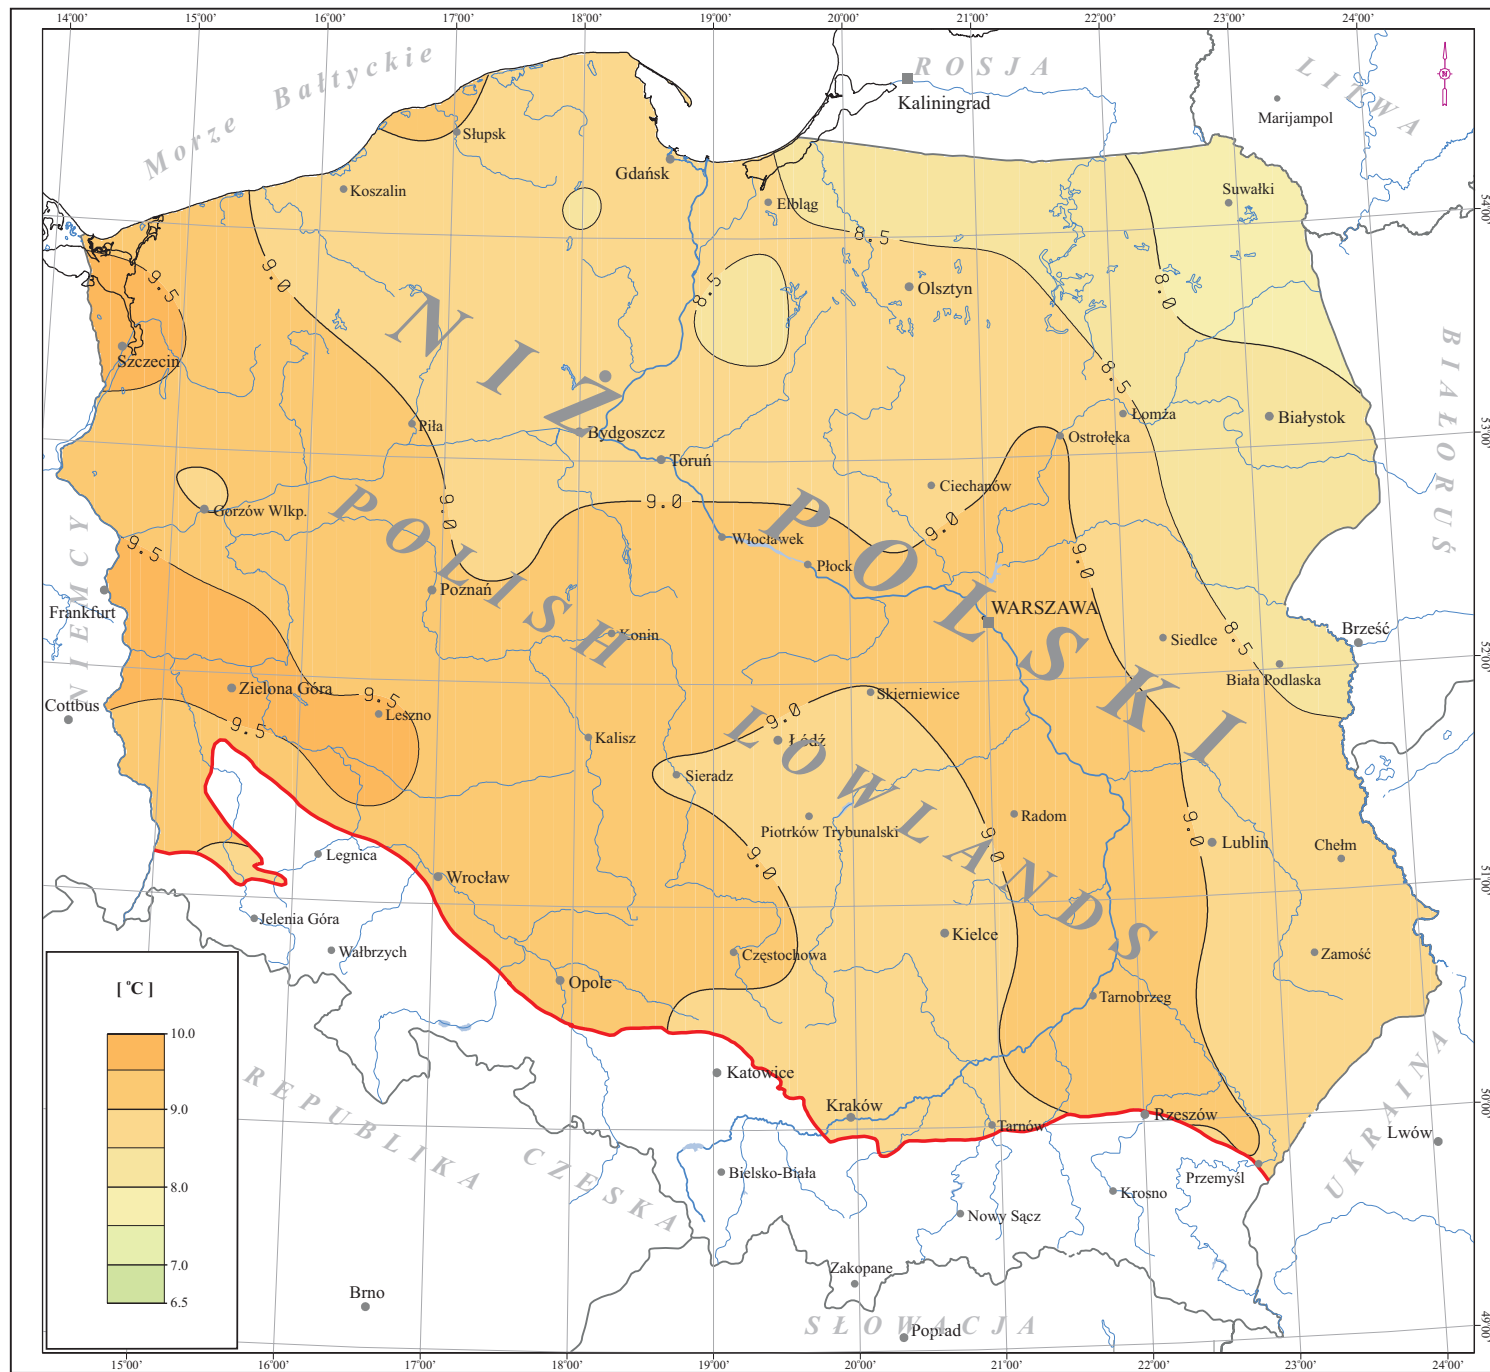 14°00' 15°00' 16°00' 17°00' 18°00' 19°00' 20°00' 21°00' 22°00' 23°00' 24°00'
Morze Bałtyckie
ROSJA
LITWA
N
Kaliningrad
Marijampol
Słupsk
Gdańsk
Koszalin
Elbląg
Suwałki
54°00'
8.5
9.0
9.5
8.5
8.0
Olsztyn
Szczecin
NIŻ
8.5
BIAŁORUŚ
Łomża
Białystok
Piła
Bydgoszcz
Ostrołęka
53°00'
Toruń
Ciechanów
9.0
9.0
9.0
Gorzów Wlkp.
POLISH
POLSKI
Włocławek
9.5
9.0
Płock
NIEMCY
Poznań
Frankfurt
WARSZAWA
Konin
Siedlce
Brześć
8.5
52°00'
Biała Podlaska
Zielona Góra
Skierniewice
9.5
Cottbus
Leszno
9.5
9.0
Kalisz
Łódź
LOWLANDS
Sieradz
Radom
Piotrków Trybunalski
9.0
9.0
Lublin
Chełm
Legnica
9.0
Wrocław
51°00'
Jelenia Góra
Kielce
Wałbrzych
Częstochowa
Zamość
Opole
Tarnobrzeg
[°C]
10.0
9.0
8.0
7.0
6.5
REPUBLIKA CZESKA
Katowice
Kraków
Rzeszów
50°00'
Tarnów
Lwów
UKRAINA
Bielsko-Biała
Przemyśl
Krosno
Nowy Sącz
Zakopane
Brno
SŁOWACJA
Poprad
49°00'
15°00' 16°00' 17°00' 18°00' 19°00' 20°00' 21°00' 22°00' 23°00' 24°00'